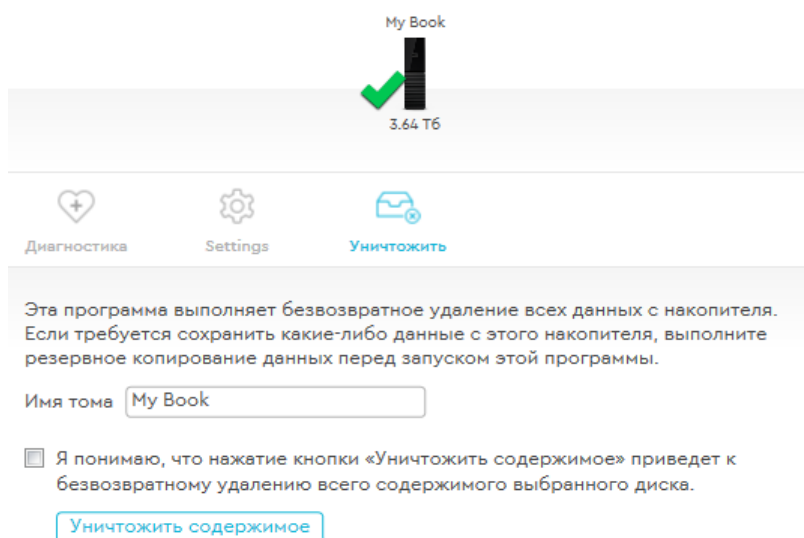 My Book
3.64 Тб
Диагностика
Settings
Уничтожить
Эта программа выполняет безвозвратное удаление всех данных с накопителя.
Если требуется сохранить какие-либо данные с этого накопителя, выполните
резервное копирование данных перед запуском этой программы.
Имя тома My Book
Я понимаю, что нажатие кнопки «Уничтожить содержимое» приведет к
безвозвратному удалению всего содержимого выбранного диска.
Уничтожить содержимое